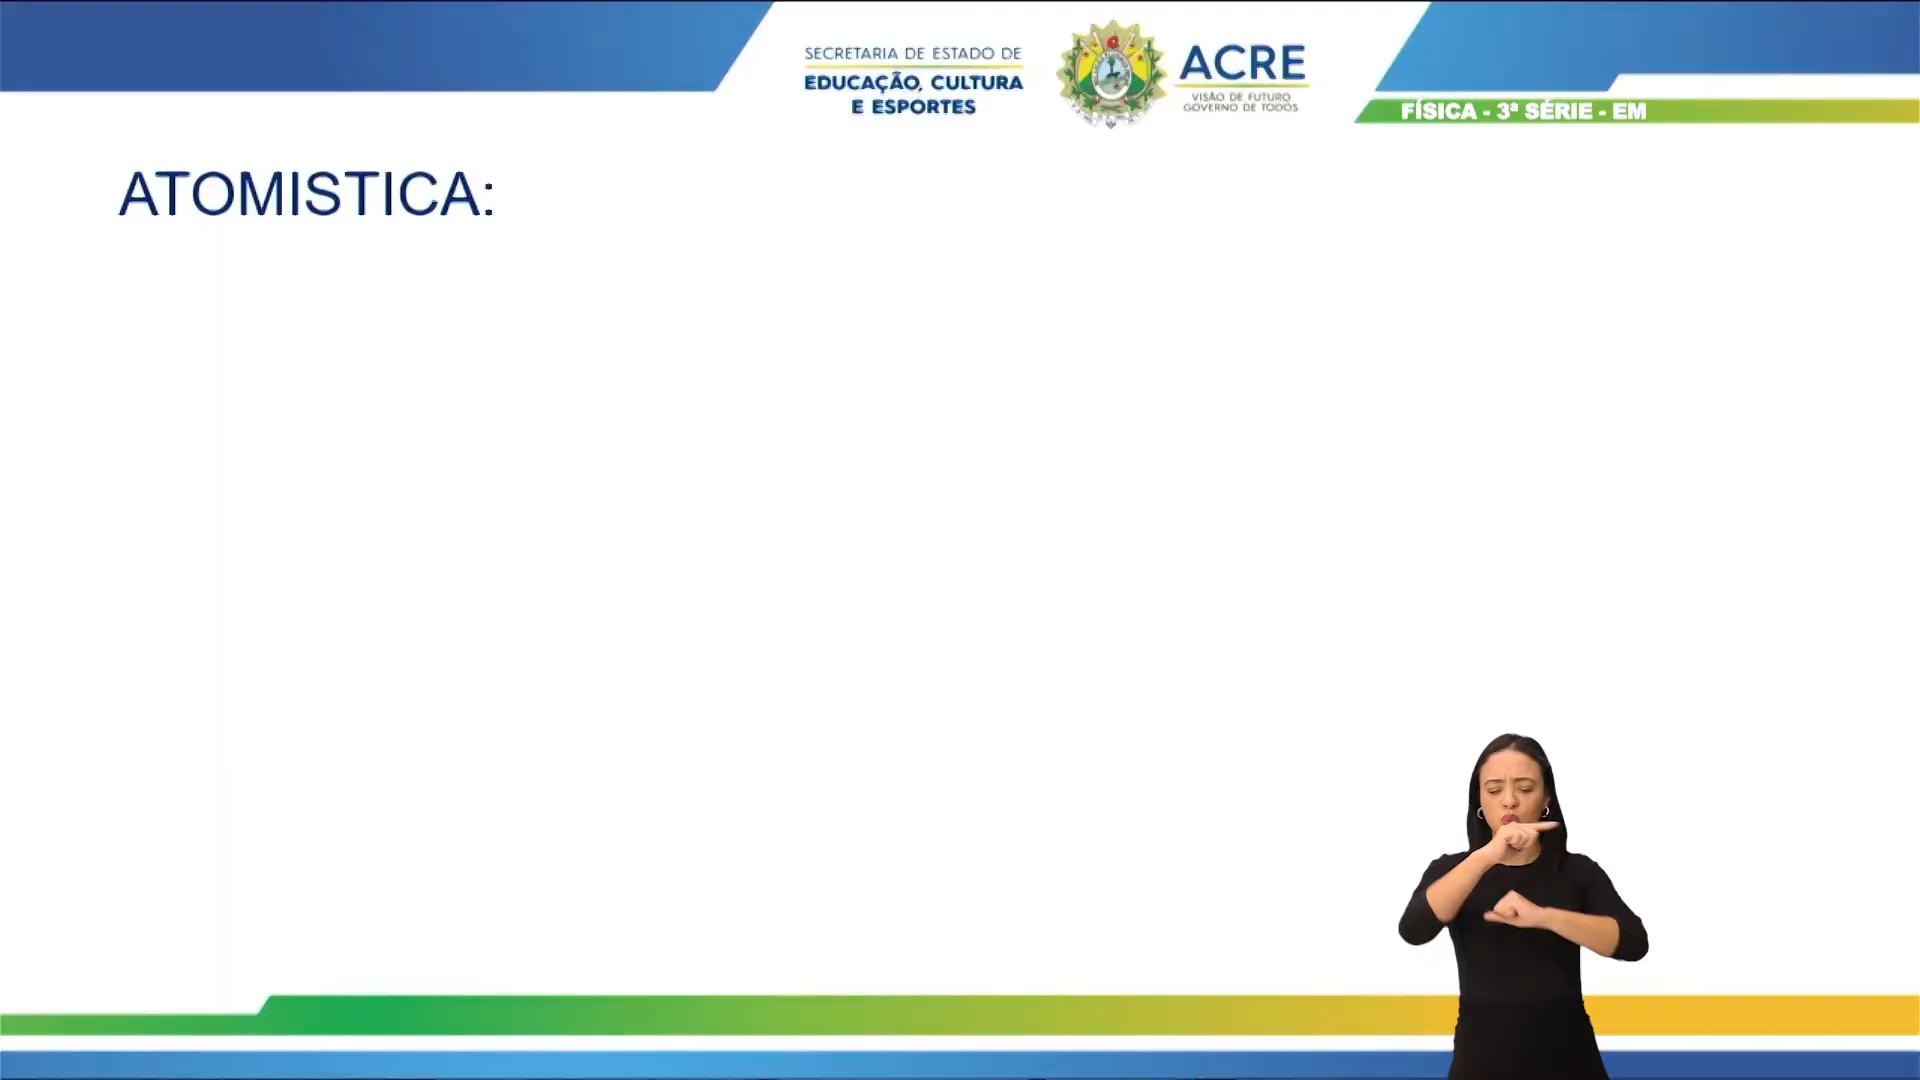 SECRETARIA DE ESTADO DE
EDUCAÇÃO, CULTURA
E ESPORTES
ACRE
VISÃO DE FUTURO
GOVERNO DE TODOS
FÍSICA - 3ª SÉRIE - EM
ATOMISTICA: